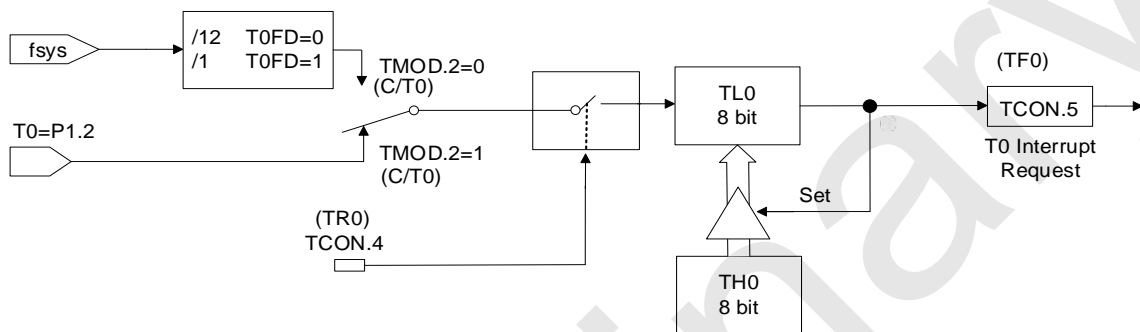 fsys
/12 T0FD=0
/1 T0FD=1
TMOD.2=0
(C/T0)
T0=P1.2
TMOD.2=1
(C/T0)
(TR0)
TCON.4
TL0
8 bit
Set
TH0
8 bit
(TF0)
TCON.5
T0 Interrupt
Request